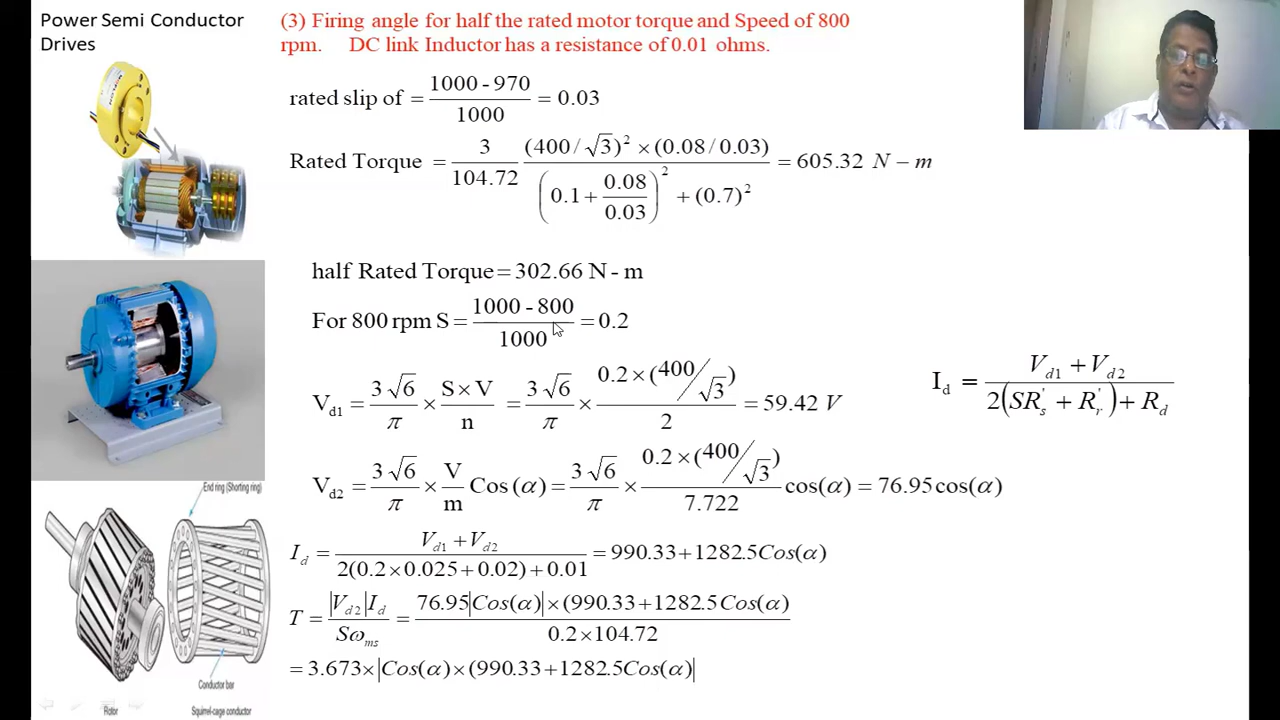 Power Semi Conductor
Drives
(3) Firing angle for half the rated motor torque and Speed of 800
rpm. DC link Inductor has a resistance of 0.01 ohms.
rated slip of = (1000 - 970) / 1000 = 0.03
Rated Torque = 3/104.72 × (400/√3)² × (0.08/0.03) / ((0.1 + 0.08/0.03)² + (0.7)²) = 605.32 N – m
half Rated Torque = 302.66 N - m
For 800 rpm S = (1000 - 800) / 1000 = 0.2
V_d1 = 3√6/π × (S × V)/n = 3√6/π × (0.2 × (400/√3))/2 = 59.42 V
I_d = (V_d1 + V_d2) / (2(SR'_s + R'_r) + R_d)
V_d2 = 3√6/π × V/m Cos(α) = 3√6/π × (0.2 × (400/√3))/7.722 cos(α) = 76.95 cos(α)
I_d = (V_d1 + V_d2) / (2(0.2×0.025+0.02)+0.01) = 990.33+1282.5Cos(α)
T = |V_d2| I_d / Sω_ms = 76.95|Cos(α)|×(990.33+1282.5Cos(α) / 0.2×104.72
= 3.673×|Cos(α)×(990.33+1282.5Cos(α)|
End ring (Shorting ring)
Conductor bar
Rotor
Squirrel-cage conductor